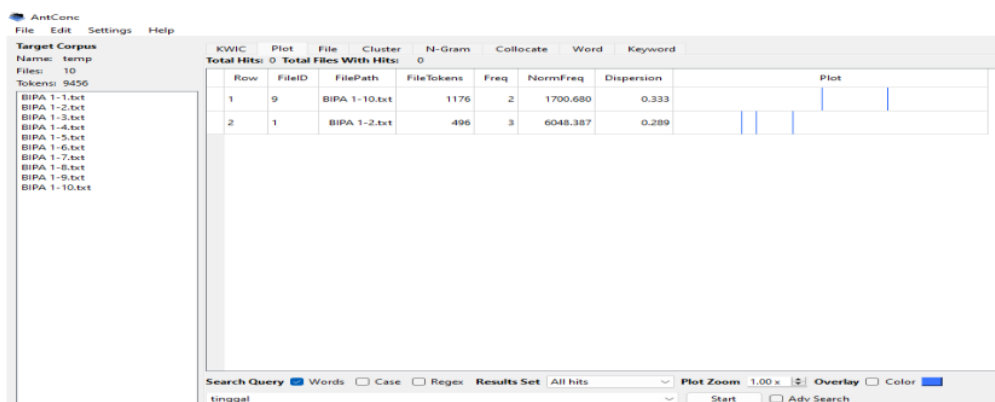 AntConc
File Edit Settings Help
Target Corpus
Name: temp
Files: 10
Tokens: 9456
BIPA 1-1.txt
BIPA 1-2.txt
BIPA 1-3.txt
BIPA 1-4.txt
BIPA 1-5.txt
BIPA 1-6.txt
BIPA 1-7.txt
BIPA 1-8.txt
BIPA 1-9.txt
BIPA 1-10.txt
KWIC Plot File Cluster N-Gram Collocate Word Keyword
Total Hits: 0 Total Files With Hits: 0
Row FileID FilePath FileTokens Freq NormFreq Dispersion Plot
1 9 BIPA 1-10.txt 1176 2 1700.680 0.333
2 1 BIPA 1-2.txt 496 3 6048.387 0.289
Search Query Words Case Regex Results Set All hits Plot Zoom 1.00 x Overlay Color
tinggal Start Adv Search